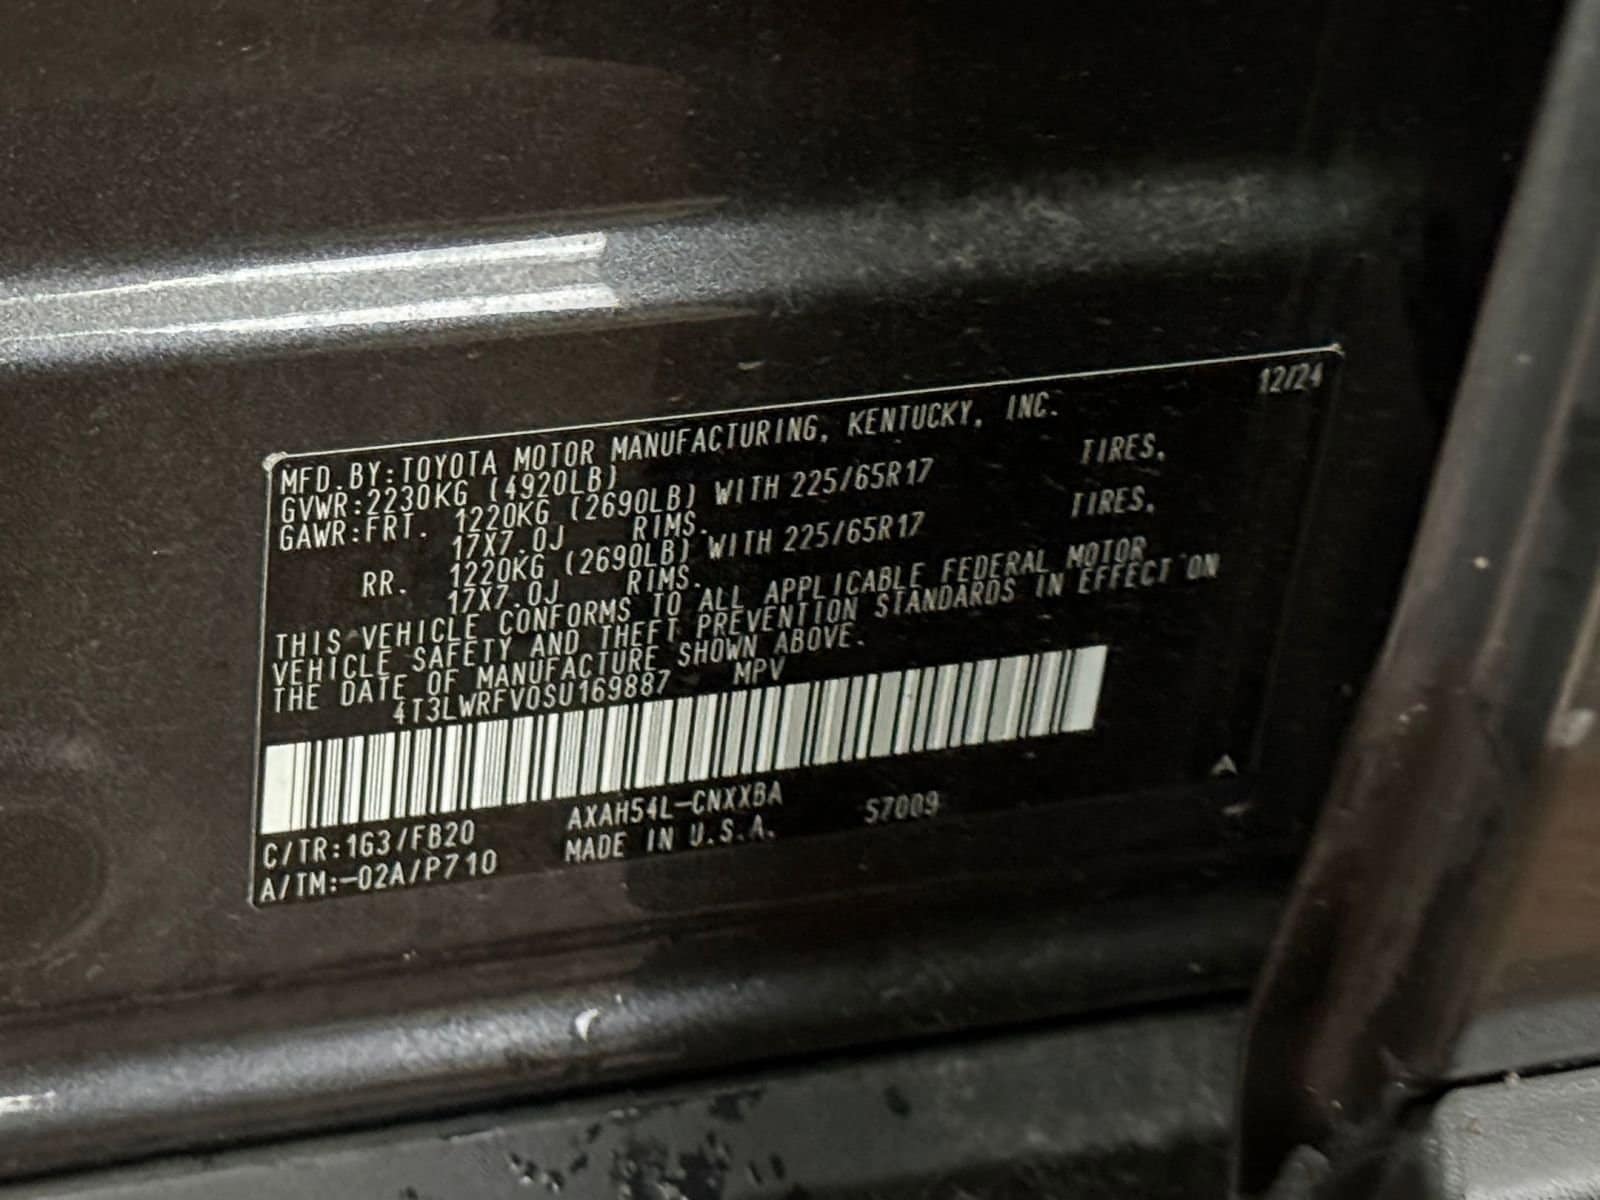 12/24
MFD.BY:TOYOTA MOTOR MANUFACTURING, KENTUCKY, INC.
GVWR:2230KG (4920LB)
GAWR:FRT. 1220KG (2690LB) WITH 225/65R17 TIRES,
17X7.0J RIMS.
RR. 1220KG (2690LB) WITH 225/65R17 TIRES,
17X7.0J RIMS.
THIS VEHICLE CONFORMS TO ALL APPLICABLE FEDERAL MOTOR
VEHICLE SAFETY AND THEFT PREVENTION STANDARDS IN EFFECT ON
THE DATE OF MANUFACTURE SHOWN ABOVE.
4T3LWRFV0SU169887 MPV
C/TR:1G3/FB20 AXAH54L-CNXXBA S7009
A/TM:-02A/P710 MADE IN U.S.A.